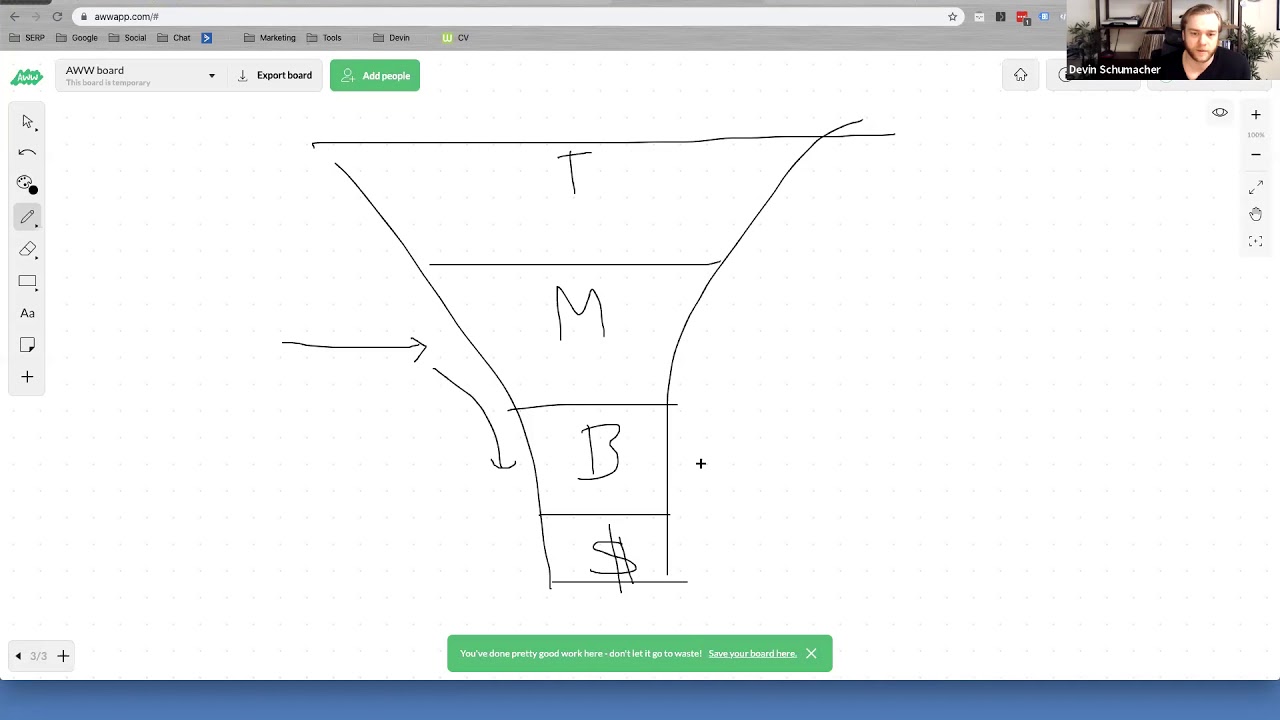 awwapp.com/#
SERP
Google
Social
Chat
Marketing
Tools
Devin
CV
Devin Schumacher
AWW
AWW board
This board is temporary
Export board
Add people
100%
T
M
B
$
Aa
3/3
You've done pretty good work here - don't let it go to waste! Save your board here.